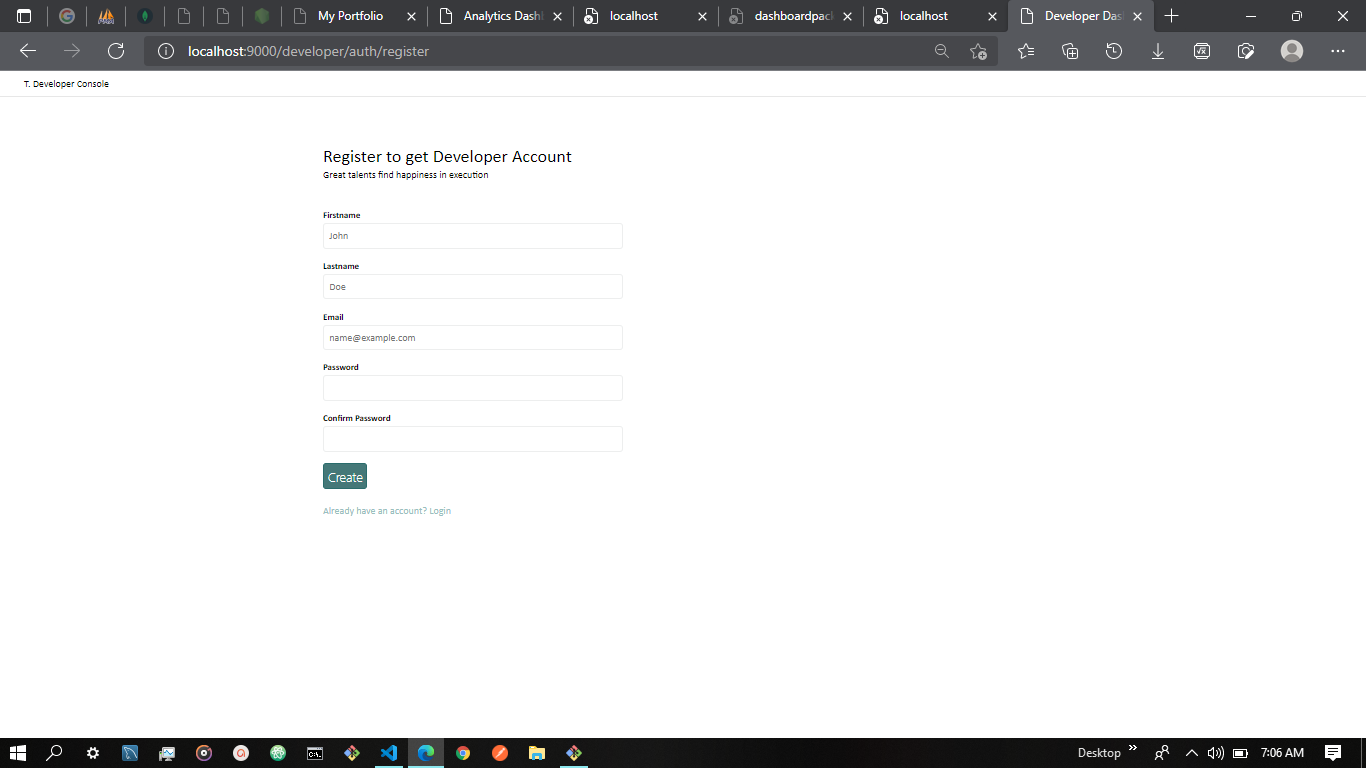 My Portfolio
Analytics Dash
localhost
dashboardpac
localhost
Developer Das
localhost:9000/developer/auth/register
T. Developer Console
Register to get Developer Account
Great talents find happiness in execution
Firstname
John
Lastname
Doe
Email
name@example.com
Password
Confirm Password
Create
Already have an account? Login
Desktop
7:06 AM